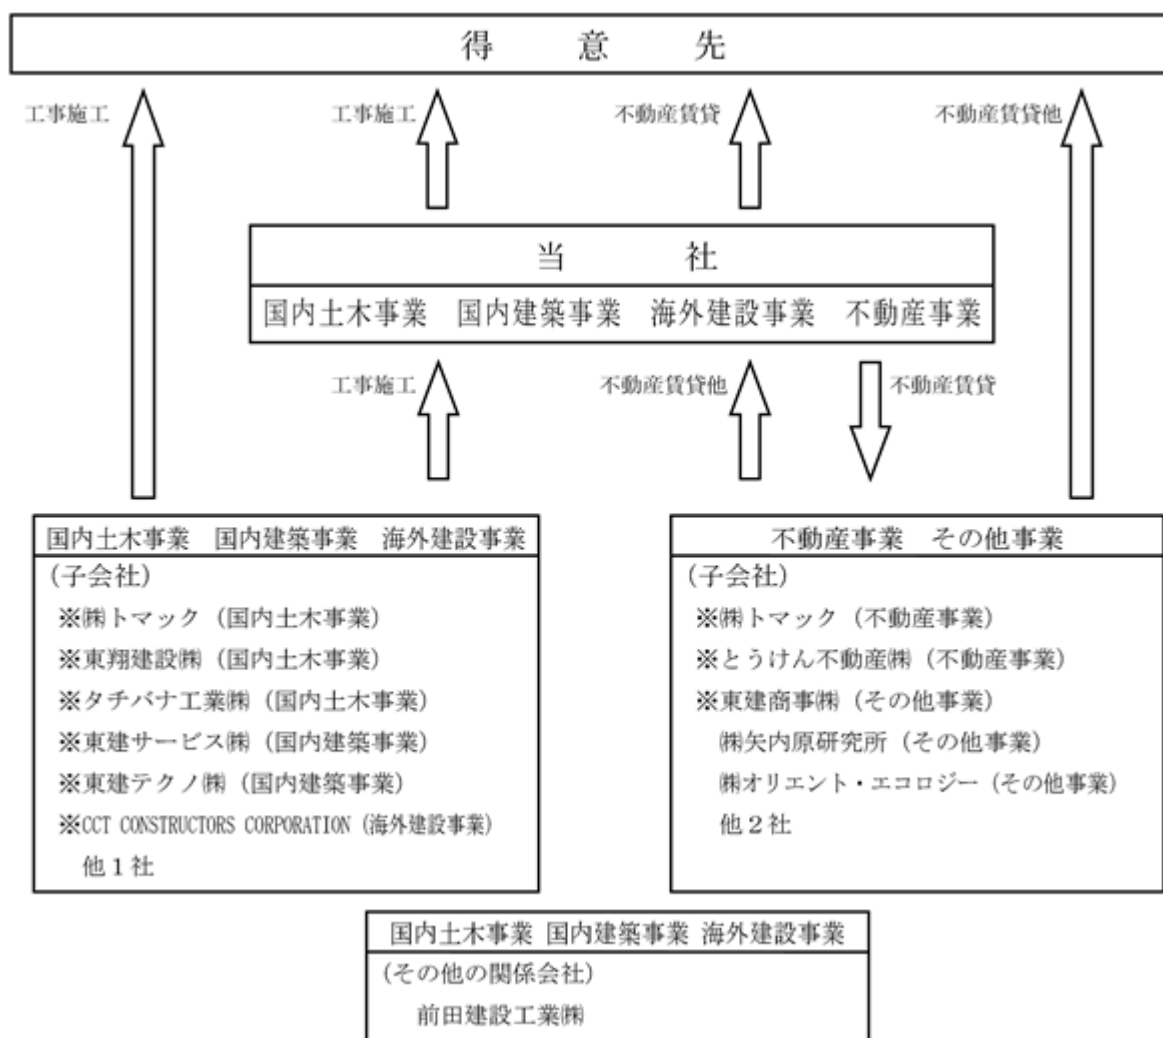 得意先
工事施工 工事施工 不動産賃貸 不動産賃貸他
当社
国内土木事業 国内建築事業 海外建設事業 不動産事業
工事施工 不動産賃貸他 不動産賃貸
国内土木事業 国内建築事業 海外建設事業
(子会社)
※㈱トマック (国内土木事業)
※東翔建設㈱ (国内土木事業)
※タチバナ工業㈱ (国内土木事業)
※東建サービス㈱ (国内建築事業)
※東建テクノ㈱ (国内建築事業)
※CCT CONSTRUCTORS CORPORATION (海外建設事業)
他1社
不動産事業 その他事業
(子会社)
※㈱トマック (不動産事業)
※とうけん不動産㈱ (不動産事業)
※東建商事㈱ (その他事業)
㈱矢内原研究所 (その他事業)
㈱オリエント・エコロジー (その他事業)
他2社
国内土木事業 国内建築事業 海外建設事業
(その他の関係会社)
前田建設工業㈱